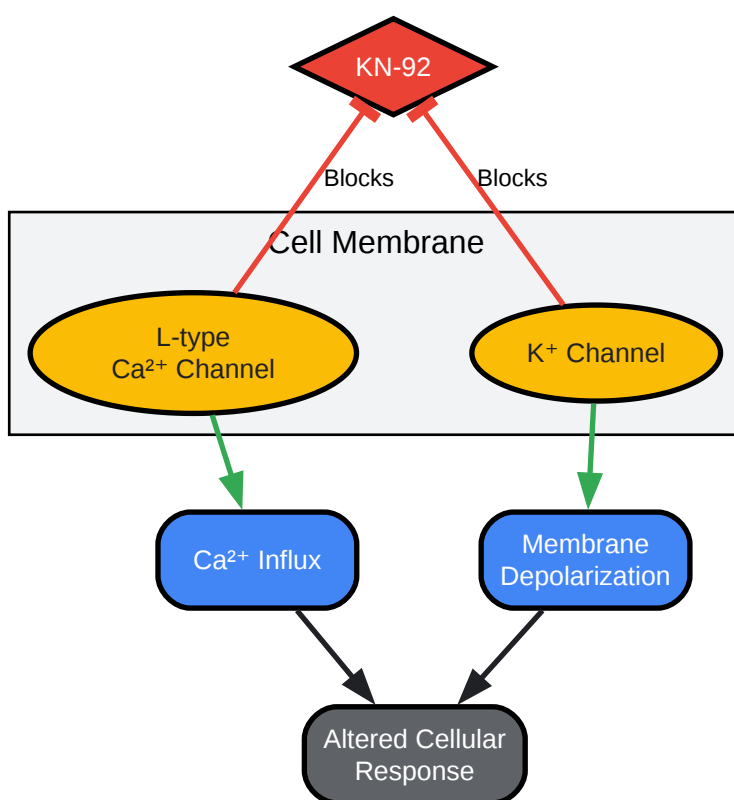 KN-92
Blocks
Blocks
Cell Membrane
L-type
Ca²⁺ Channel
K⁺ Channel
Ca²⁺ Influx
Membrane
Depolarization
Altered Cellular
Response